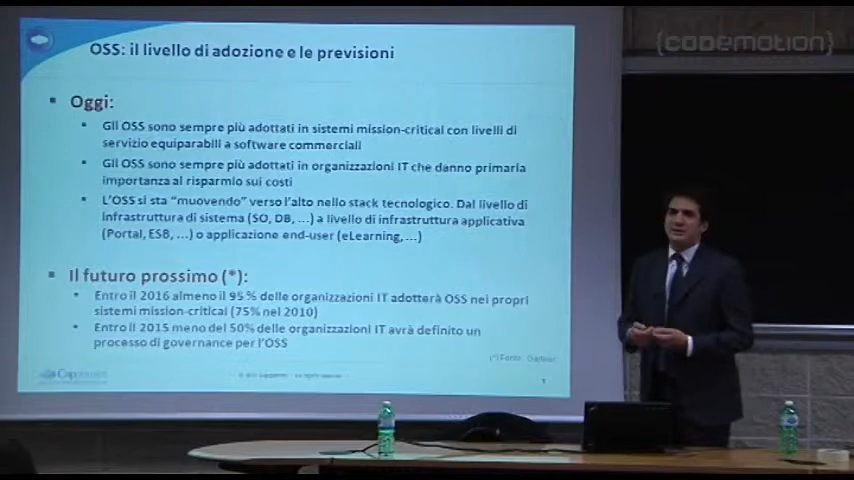 {codemotion}
OSS: il livello di adozione e le previsioni
Oggi:
Gli OSS sono sempre più adottati in sistemi mission-critical con livelli di
servizio equiparabili a software commerciali
Gli OSS sono sempre più adottati in organizzazioni IT che danno primaria
importanza al risparmio sui costi
L'OSS si sta "muovendo" verso l'alto nello stack tecnologico. Dal livello di
infrastruttura di sistema (SO, DB, ...) a livello di infrastruttura applicativa
(Portal, ESB, ...) o applicazione end-user (eLearning, ...)
Il futuro prossimo (*):
Entro il 2016 almeno il 95% delle organizzazioni IT adotterà OSS nei propri
sistemi mission-critical (75% nel 2010)
Entro il 2015 meno del 50% delle organizzazioni IT avrà definito un
processo di governance per l'OSS
(*) Fonte: Gartner
Capgemini